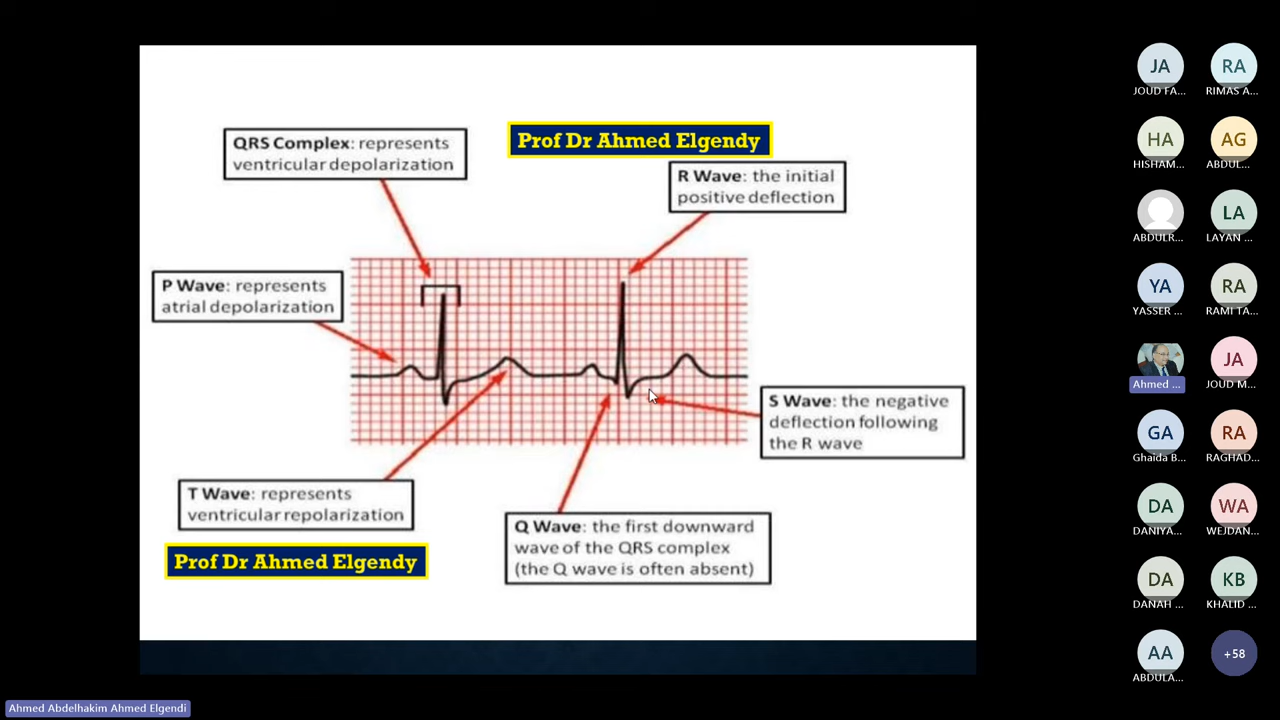 QRS Complex: represents
ventricular depolarization
Prof Dr Ahmed Elgendy
R Wave: the initial
positive deflection
P Wave: represents
atrial depolarization
S Wave: the negative
deflection following
the R wave
T Wave: represents
ventricular repolarization
Q Wave: the first downward
wave of the QRS complex
(the Q wave is often absent)
Prof Dr Ahmed Elgendy
JA
JOUD FA...
RA
RIMAS A...
HA
HISHAM...
AG
ABDUL...
ABDULR...
LA
LAYAN ...
YA
YASSER ...
RA
RAMI TA...
Ahmed ...
JA
JOUD M...
GA
Ghaida B...
RA
RAGHAD...
DA
DANIYA...
WA
WEJDAN...
DA
DANAH ...
KB
KHALID ...
AA
ABDULA...
+58
Ahmed Abdelhakim Ahmed Elgendi